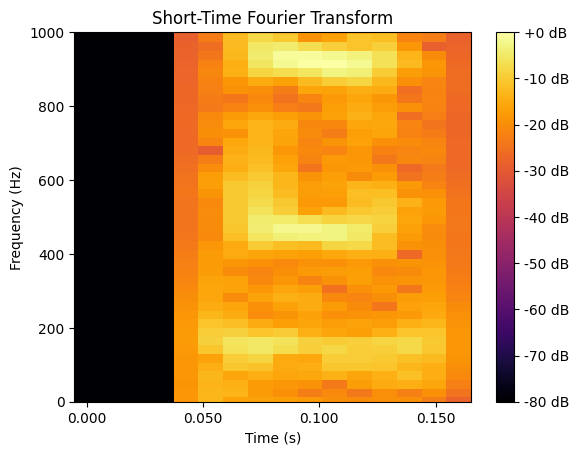 Short-Time Fourier Transform
1000
800
600
400
200
0
Frequency (Hz)
0.000
0.050
0.100
0.150
Time (s)
+0 dB
-10 dB
-20 dB
-30 dB
-40 dB
-50 dB
-60 dB
-70 dB
-80 dB